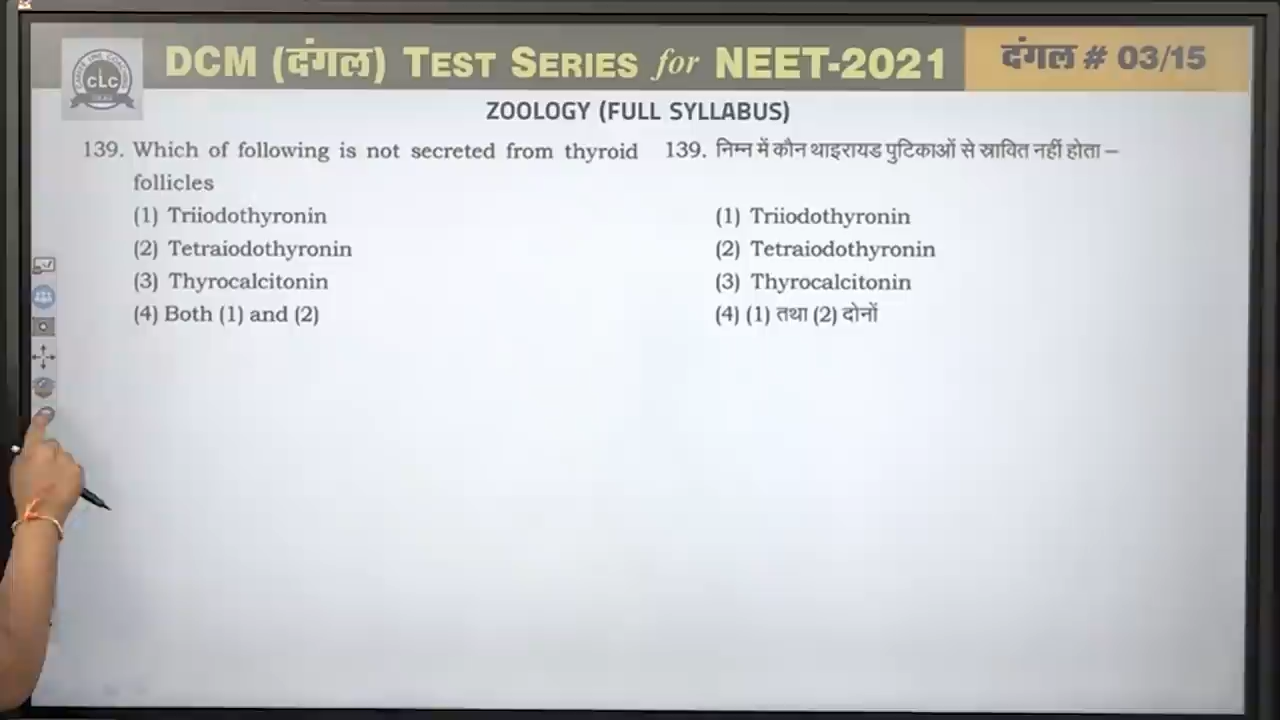 DCM (दंगल) TEST SERIES for NEET-2021
दंगल # 03/15
CLC
ZOOLOGY (FULL SYLLABUS)
139. Which of following is not secreted from thyroid
follicles
(1) Triiodothyronin
(2) Tetraiodothyronin
(3) Thyrocalcitonin
(4) Both (1) and (2)
139. निम्न में कौन थाइरायड पुटिकाओं से स्रावित नहीं होता –
(1) Triiodothyronin
(2) Tetraiodothyronin
(3) Thyrocalcitonin
(4) (1) तथा (2) दोनों